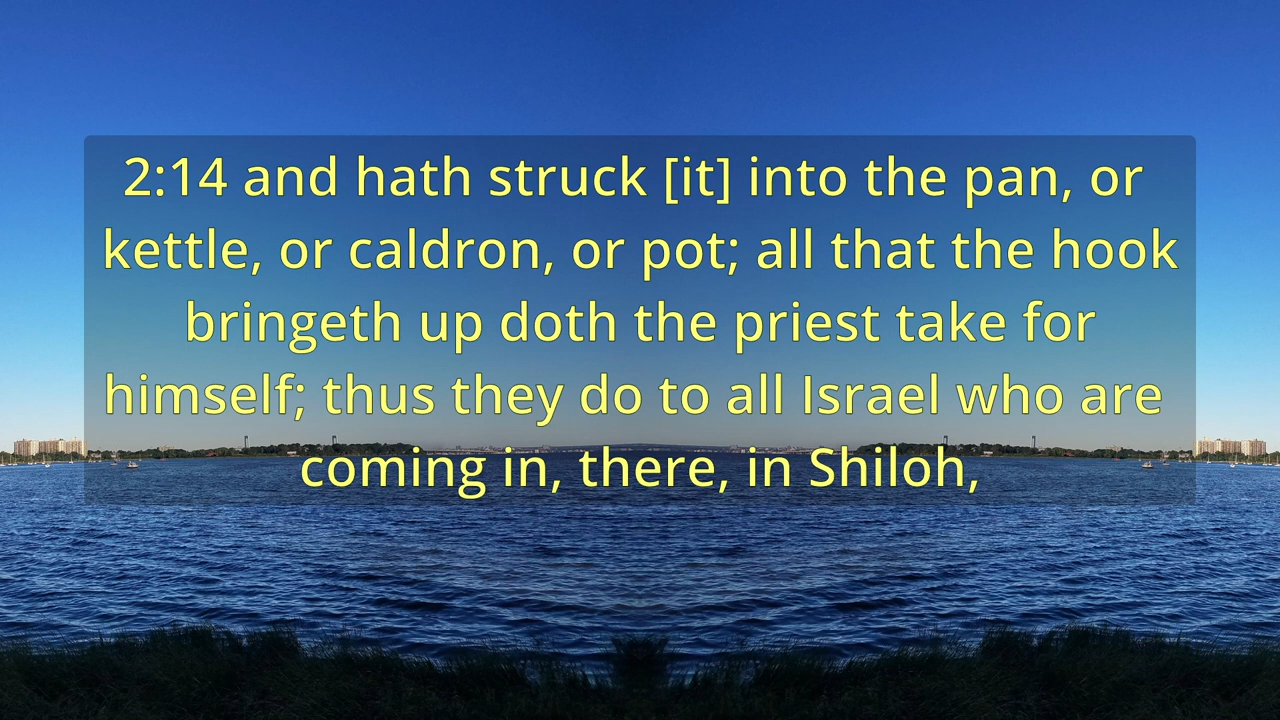 2:14 and hath struck [it] into the pan, or
kettle, or caldron, or pot; all that the hook
bringeth up doth the priest take for
himself; thus they do to all Israel who are
coming in, there, in Shiloh,